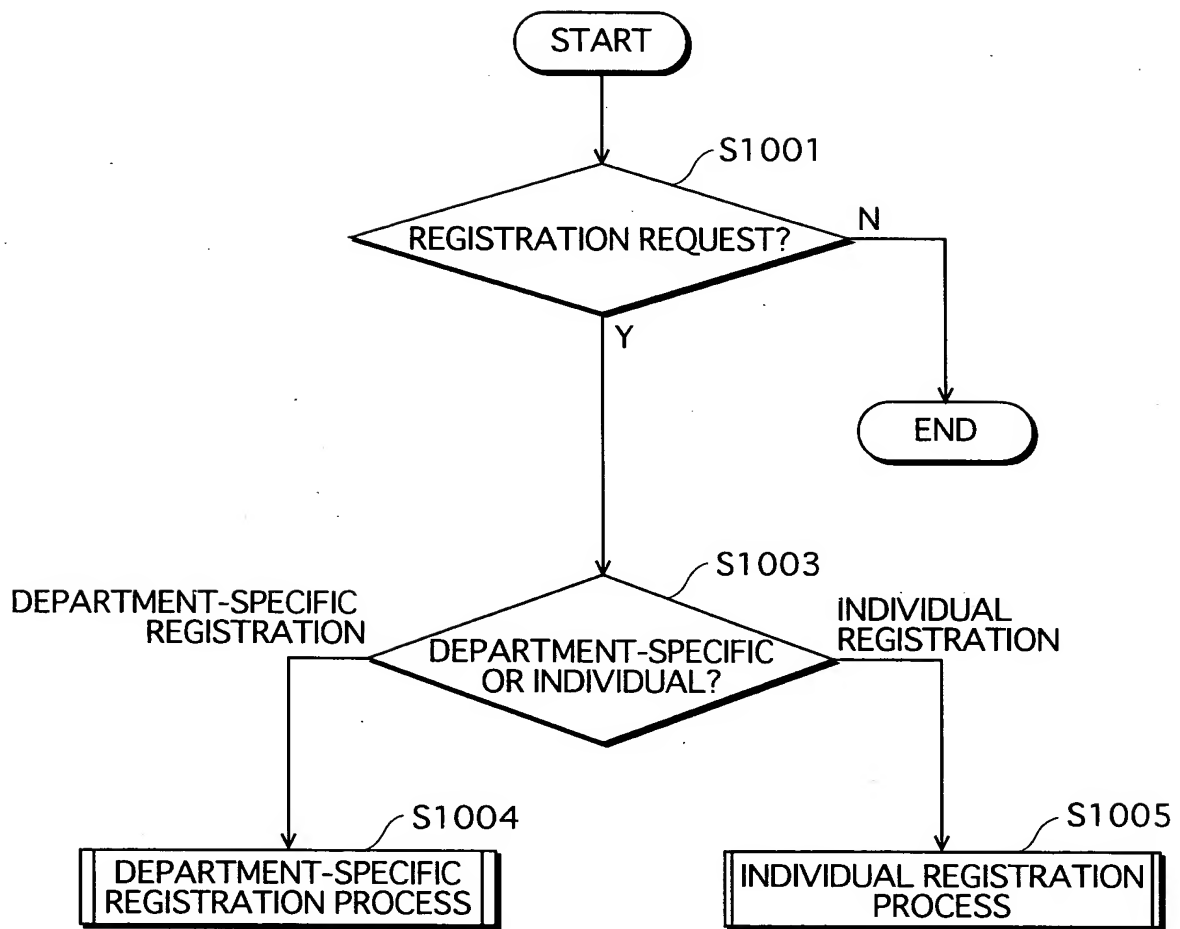 START
S1001
REGISTRATION REQUEST?
N
Y
END
S1003
DEPARTMENT-SPECIFIC
REGISTRATION
INDIVIDUAL
REGISTRATION
DEPARTMENT-SPECIFIC
OR INDIVIDUAL?
S1004
S1005
DEPARTMENT-SPECIFIC
REGISTRATION PROCESS
INDIVIDUAL REGISTRATION
PROCESS